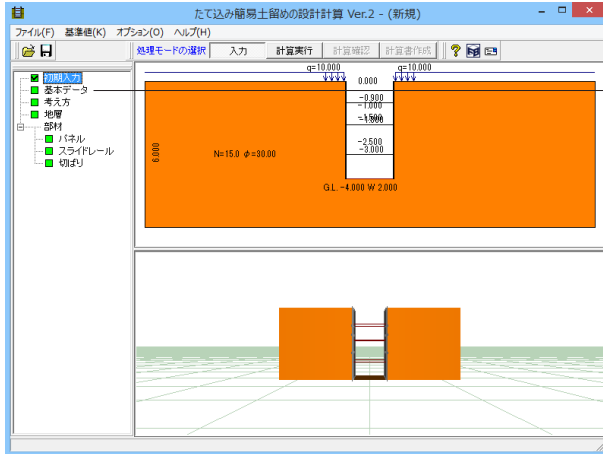 たて込み簡易土留めの設計計算 Ver.2 - (新規)
ファイル(F) 基準値(K) オプション(O) ヘルプ(H)
処理モードの選択 入力 計算実行 計算確認 計算書作成
初期入力
基本データ
考え方
地層
部材
パネル
スライドレール
切ばり
q=10.000 q=10.000
0.000
-0.900
-1.000
-2.500
-3.000
6.000
N=15.0 φ=30.00
G.L. -4.000 W 2.000